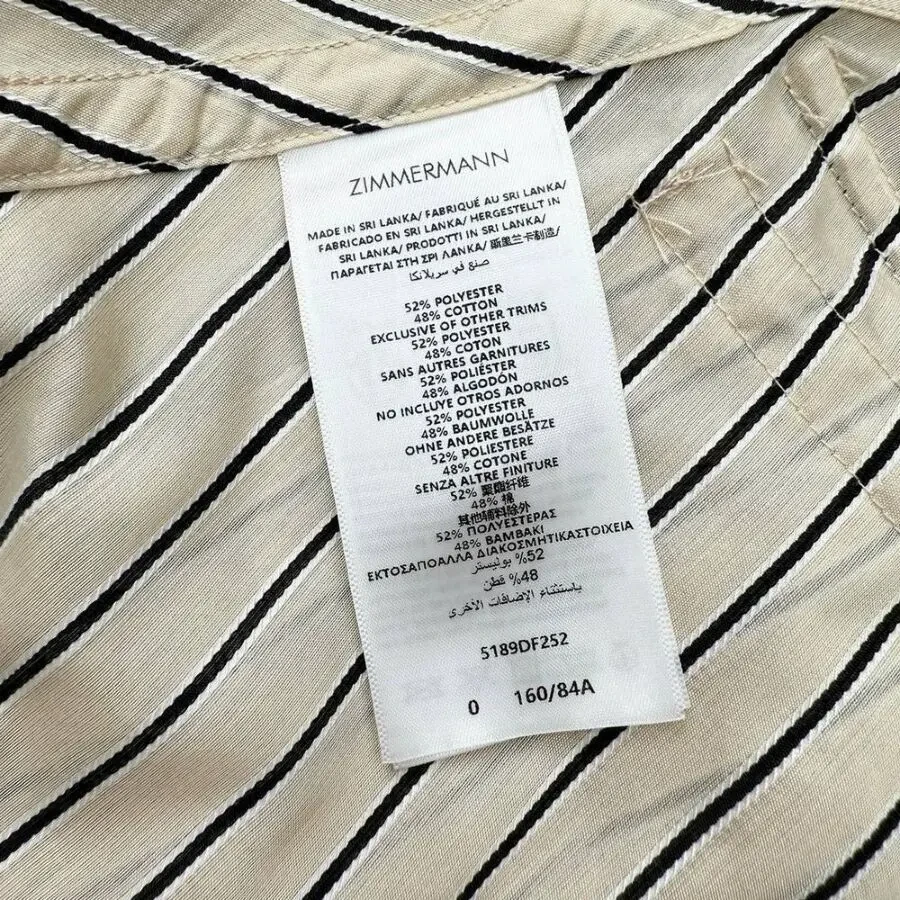 ZIMMERMANN
MADE IN SRI LANKA/ FABRIQUÉ AU SRI LANKA/
FABRICADO EN SRI LANKA/ HERGESTELLT IN
SRI LANKA/ PRODOTTI IN SRI LANKA/ 斯里兰卡制造/
ΠΑΡΑΓΕΤΑΙ ΣΤΗ ΣΡΙ ΛΑΝΚΑ/
صنع في سريلانكا
52% POLYESTER
48% COTTON
EXCLUSIVE OF OTHER TRIMS
52% POLYESTER
48% COTON
SANS AUTRES GARNITURES
52% POLIÉSTER
48% ALGODÓN
NO INCLUYE OTROS ADORNOS
52% POLYESTER
48% BAUMWOLLE
OHNE ANDERE BESÄTZE
52% POLIESTERE
48% COTONE
SENZA ALTRE FINITURE
52% 聚酯纤维
48% 棉
其他辅料除外
52% ΠΟΛΥΕΣΤΕΡΑΣ
48% ΒΑΜΒΑΚΙ
ΕΚΤΟΣΑΠΟΑΛΛΑ ΔΙΑΚΟΣΜΗΤΙΚΑΣΤΟΙΧΕΙΑ
52% بوليستر
48% قطن
باستثناء الإضافات الأخرى
5189DF252
0 160/84A